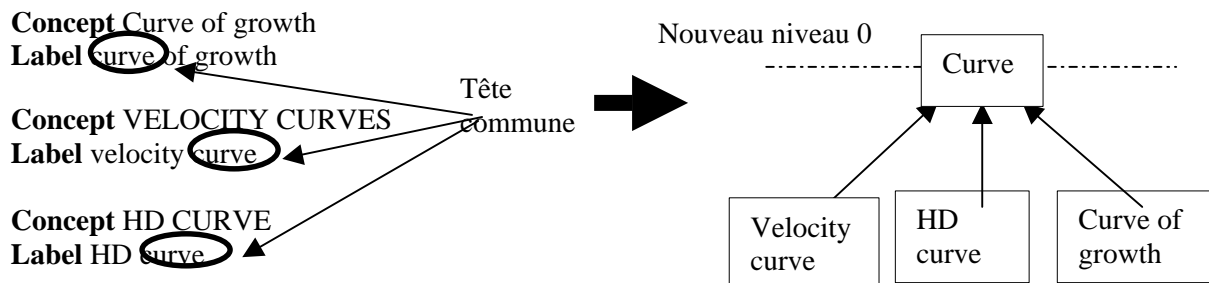 Concept Curve of growth
Label curve of growth
Concept VELOCITY CURVES
Label velocity curve
Concept HD CURVE
Label HD curve
Tête
commune
Nouveau niveau 0
Curve
Velocity
curve
HD
curve
Curve of
growth